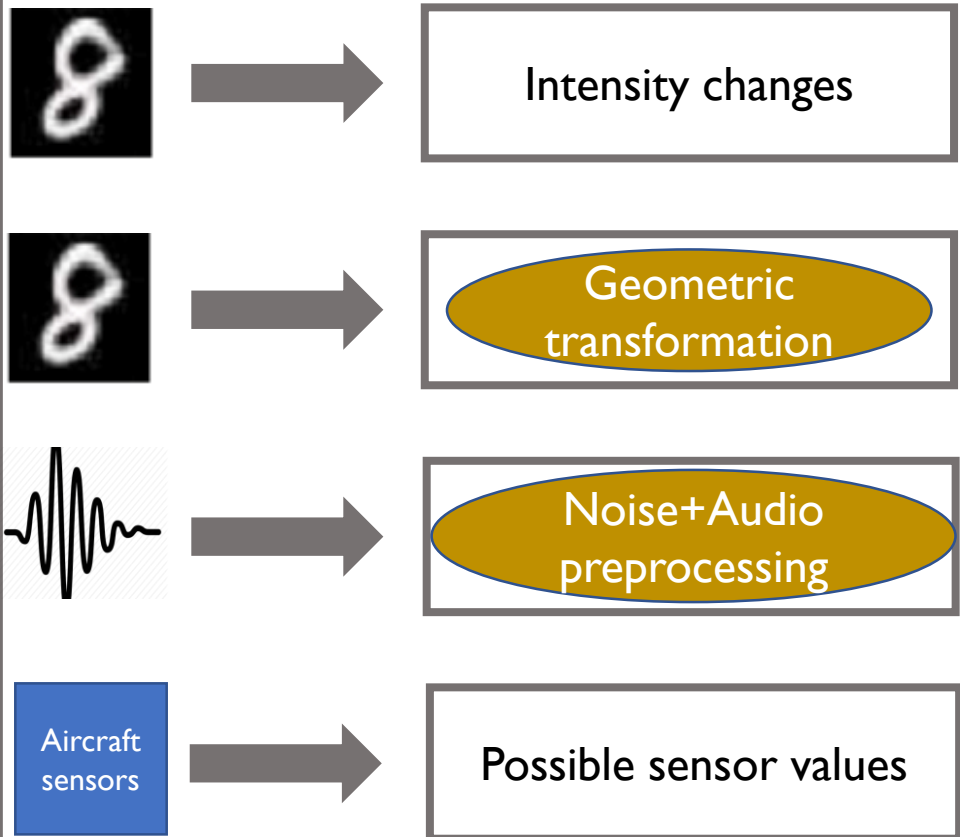 Intensity changes
Geometric
transformation
Noise+Audio
preprocessing
Aircraft
sensors
Possible sensor values